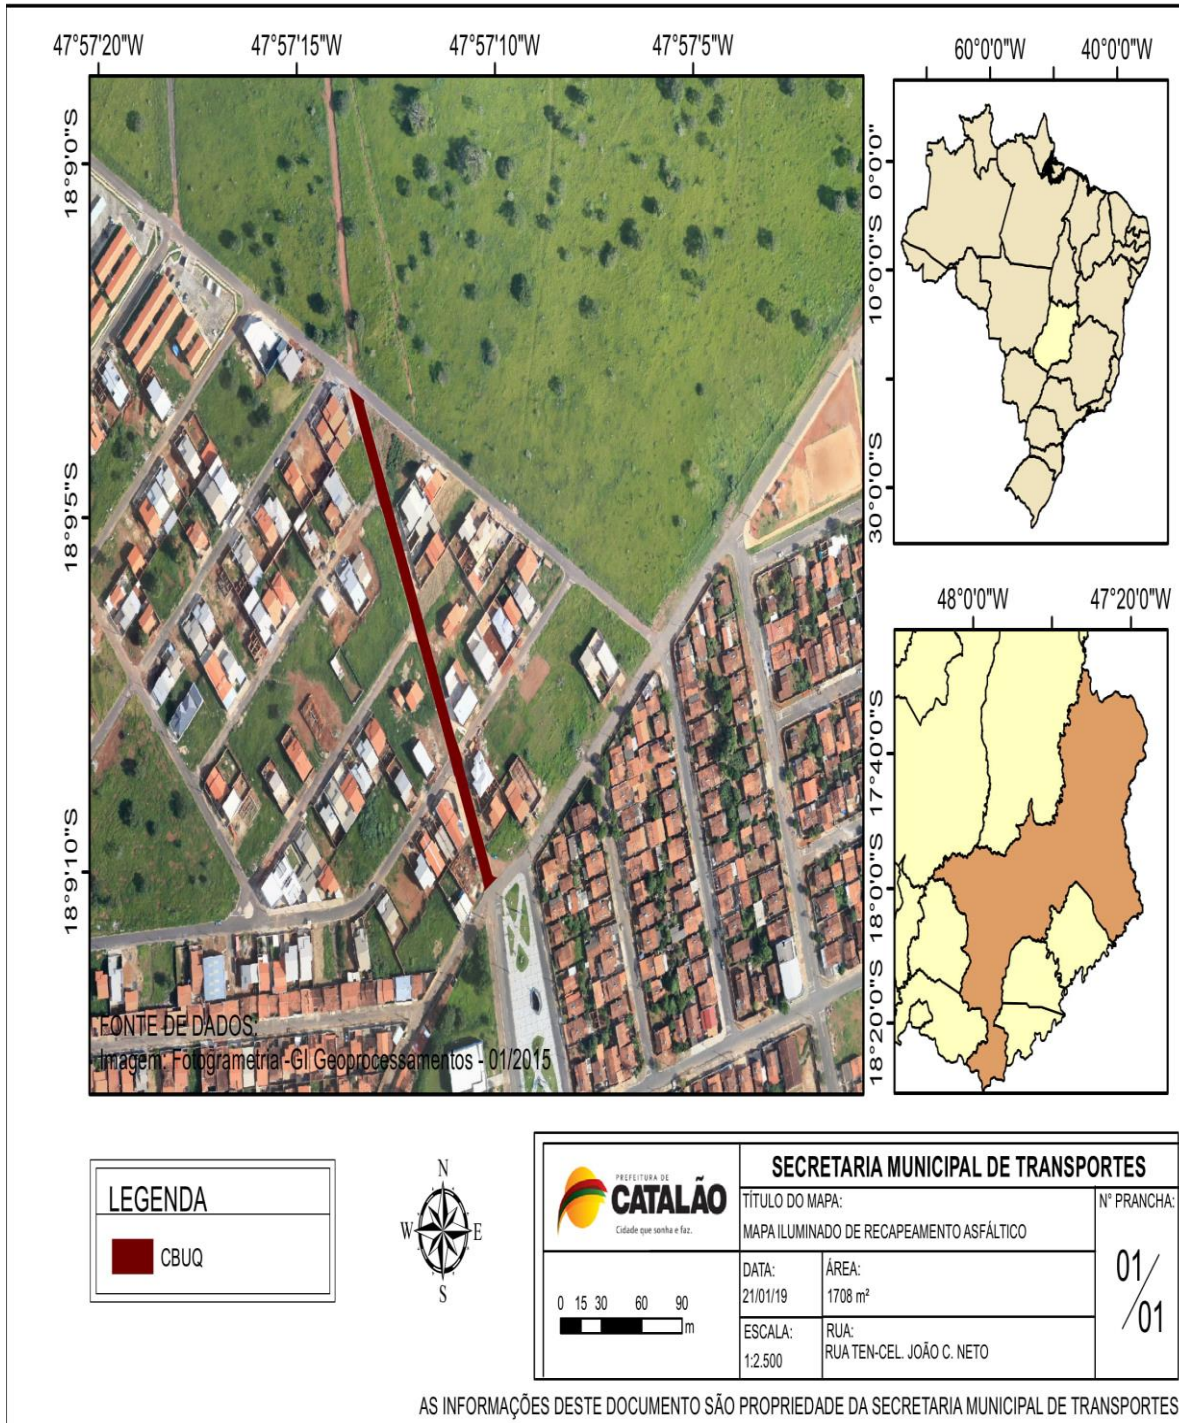 47°57'20"W 47°57'15"W 47°57'10"W 47°57'5"W
60°0'0"W 40°0'0"W
18°9'0"S
18°9'5"S
18°9'10"S
0°0'0"
10°0'0"S
30°0'0"S
48°0'0"W 47°20'0"W
17°40'0"S
18°0'0"S
18°20'0"S
FONTE DE DADOS:
Imagem: Fotogrametria -GI Geoprocessamentos - 01/2015
LEGENDA
CBUQ
N
W E
S
PREFEITURA DE
CATALÃO
Cidade que sonha e faz.
0 15 30 60 90
m
SECRETARIA MUNICIPAL DE TRANSPORTES
TÍTULO DO MAPA:
MAPA ILUMINADO DE RECAPEAMENTO ASFÁLTICO
N° PRANCHA:
01/01
DATA:
21/01/19
ÁREA:
1708 m²
ESCALA:
1:2.500
RUA:
RUA TEN-CEL. JOÃO C. NETO
AS INFORMAÇÕES DESTE DOCUMENTO SÃO PROPRIEDADE DA SECRETARIA MUNICIPAL DE TRANSPORTES